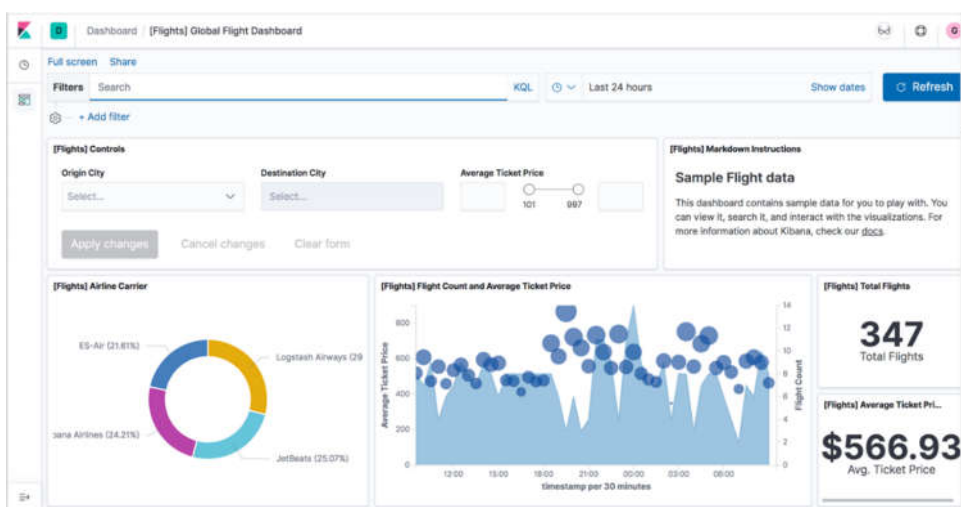 D Dashboard [Flights] Global Flight Dashboard G
Full screen Share
Filters Search KQL Last 24 hours Show dates Refresh
+ Add filter
[Flights] Controls
Origin City Destination City Average Ticket Price
Select... Select...
101 997
Apply changes Cancel changes Clear form
[Flights] Markdown Instructions
Sample Flight data
This dashboard contains sample data for you to play with. You
can view it, search it, and interact with the visualizations. For
more information about Kibana, check our docs.
[Flights] Airline Carrier
ES-Air (21.61%)
Logstash Airways (29
bana Airlines (24.21%)
JetBeats (25.07%)
[Flights] Flight Count and Average Ticket Price
Average Ticket Price
800
600
400
200
0
14
12
10
8
6
4
2
0
Flight Count
12:00 15:00 18:00 21:00 00:00 03:00 06:00
timestamp per 30 minutes
[Flights] Total Flights
347
Total Flights
[Flights] Average Ticket Pri...
$566.93
Avg. Ticket Price